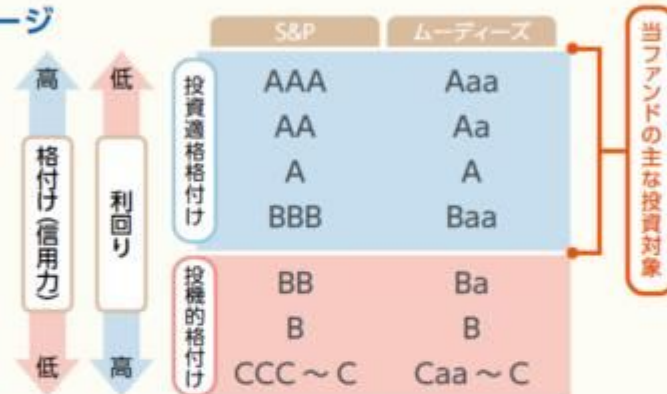 ージ
S&P ムーディーズ
高 低
格付け(信用力)
利回り
低 高
投資適格格付け
AAA Aaa
AA Aa
A A
BBB Baa
投機的格付け
BB Ba
B B
CCC～C Caa～C
当ファンドの主な投資対象